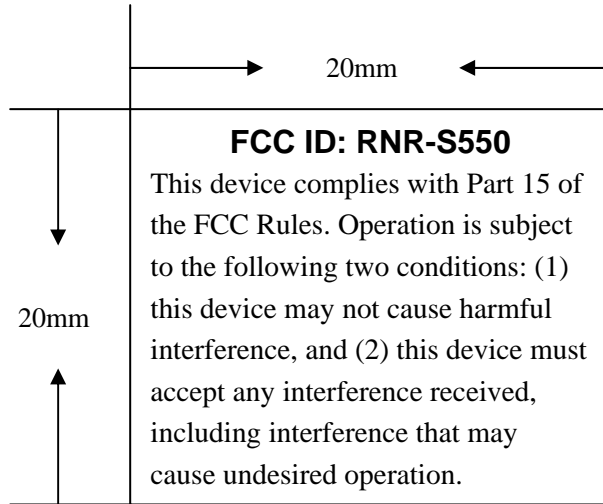 20mm
FCC ID: RNR-S550
This device complies with Part 15 of
the FCC Rules. Operation is subject
to the following two conditions: (1)
this device may not cause harmful
20mm
interference, and (2) this device must
accept any interference received,
including interference that may
cause undesired operation.